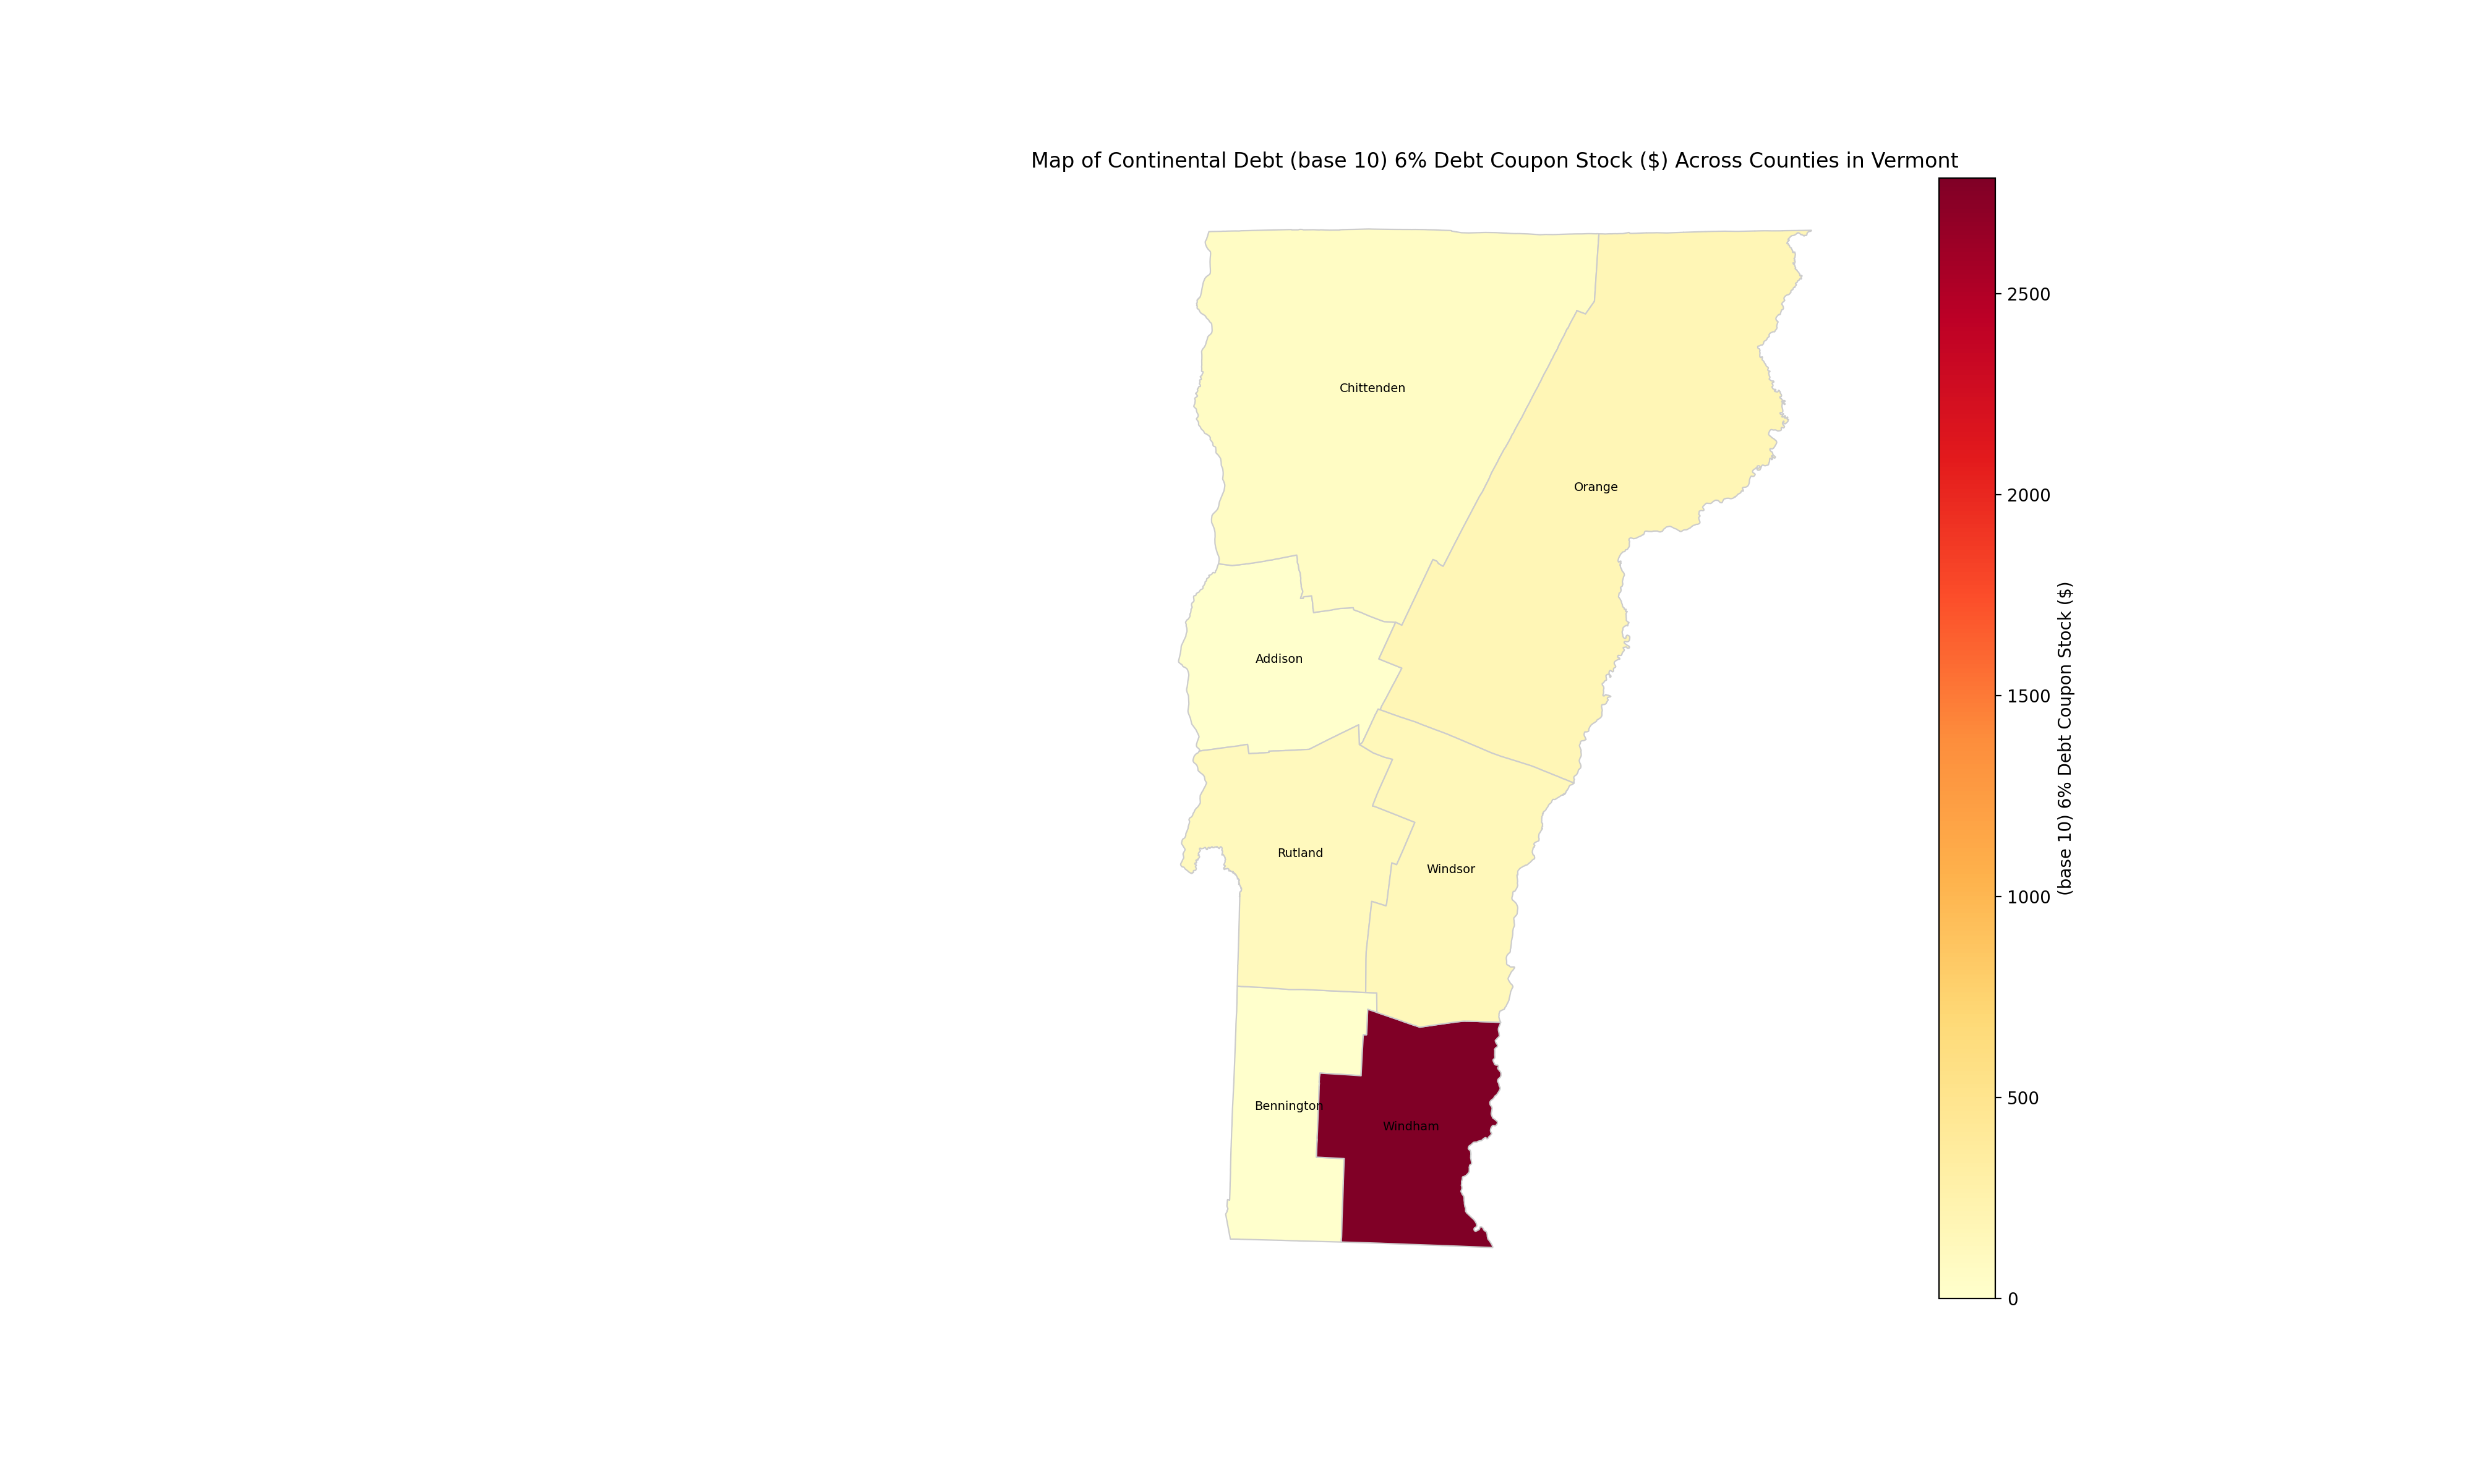 Map of Continental Debt (base 10) 6% Debt Coupon Stock ($) Across Counties in Vermont
Chittenden
Orange
Addison
Rutland
Windsor
Bennington
Windham
2500
2000
1500
1000
500
0
(base 10) 6% Debt Coupon Stock ($)